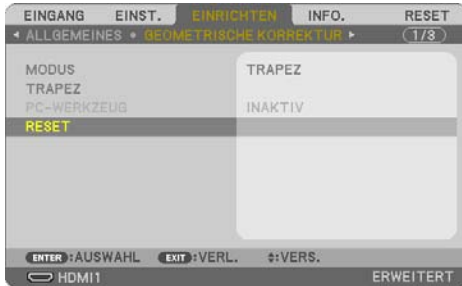 EINGANG EINST. EINRICHTEN INFO. RESET
◂ ALLGEMEINES • GEOMETRISCHE KORREKTUR ▸ (1/3)
MODUS TRAPEZ
TRAPEZ
PC-WERKZEUG INAKTIV
RESET
ENTER :AUSWAHL EXIT :VERL. ♦:VERS.
HDMI1 ERWEITERT